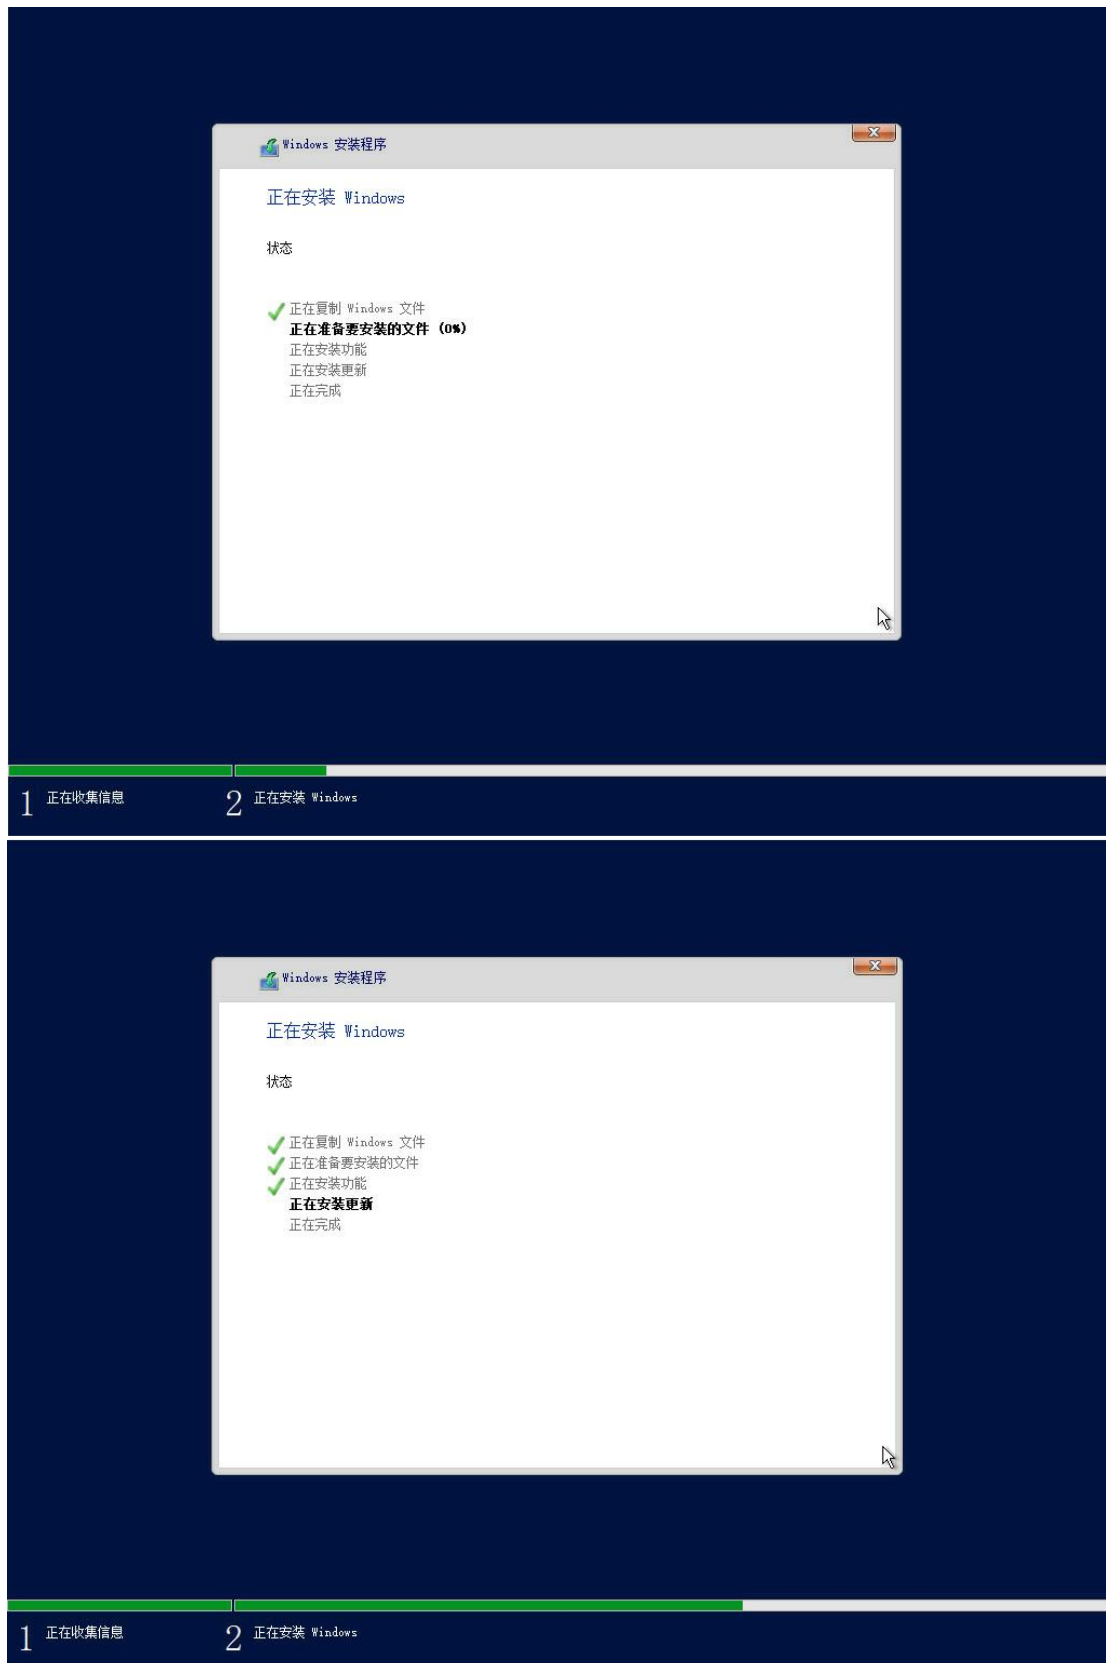 Windows 安装程序
正在安装 Windows
状态
正在复制 Windows 文件
正在准备要安装的文件 (0%)
正在安装功能
正在安装更新
正在完成
1 正在收集信息 2 正在安装 Windows
Windows 安装程序
正在安装 Windows
状态
正在复制 Windows 文件
正在准备要安装的文件
正在安装功能
正在安装更新
正在完成
1 正在收集信息 2 正在安装 Windows